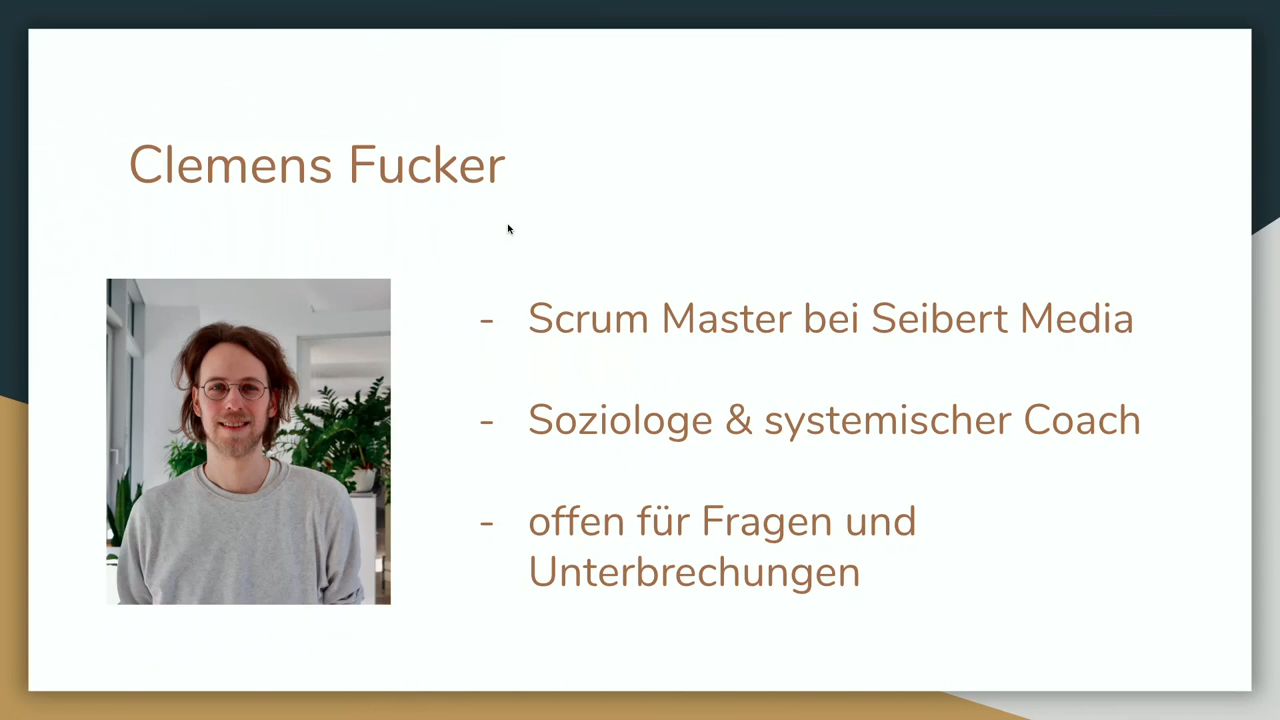 Clemens Fucker
- Scrum Master bei Seibert Media
- Soziologe & systemischer Coach
- offen für Fragen und
Unterbrechungen